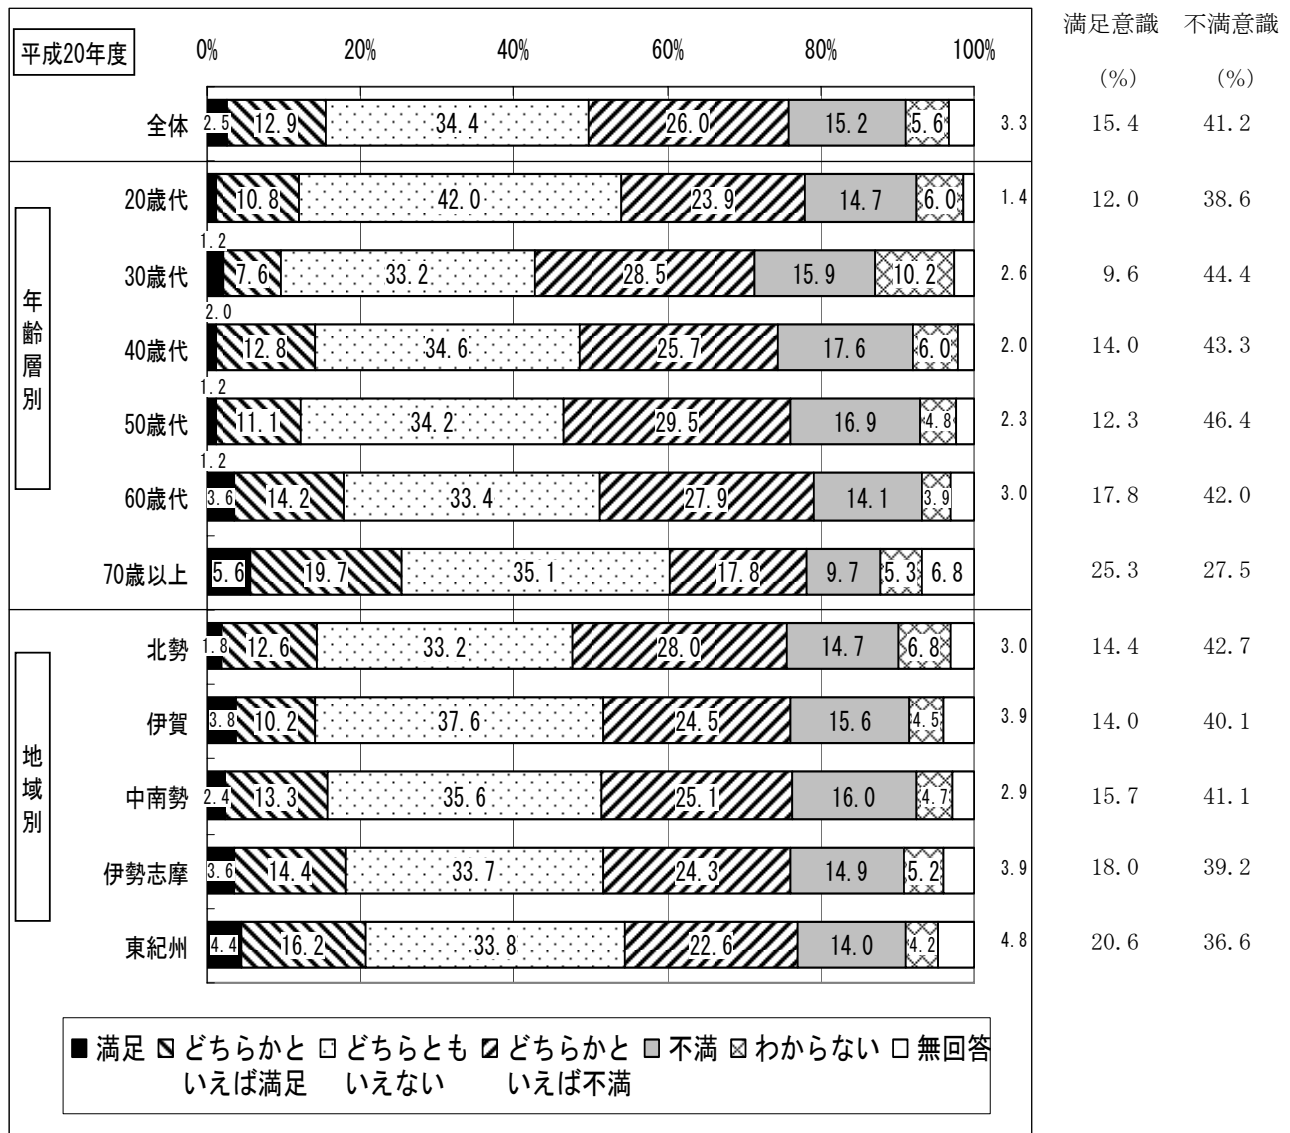 満足意識 不満意識
平成20年度 0% 20% 40% 60% 80% 100%
(%) (%)
全体 2.5 12.9 34.4 26.0 15.2 5.6 3.3 15.4 41.2
年齢層別
20歳代 10.8 42.0 23.9 14.7 6.0 1.4 12.0 38.6
1.2
30歳代 7.6 33.2 28.5 15.9 10.2 2.6 9.6 44.4
2.0
40歳代 12.8 34.6 25.7 17.6 6.0 2.0 14.0 43.3
1.2
50歳代 11.1 34.2 29.5 16.9 4.8 2.3 12.3 46.4
1.2
60歳代 3.6 14.2 33.4 27.9 14.1 3.9 3.0 17.8 42.0
70歳以上 5.6 19.7 35.1 17.8 9.7 5.3 6.8 25.3 27.5
地域別
北勢 1.8 12.6 33.2 28.0 14.7 6.8 3.0 14.4 42.7
伊賀 3.8 10.2 37.6 24.5 15.6 4.5 3.9 14.0 40.1
中南勢 2.4 13.3 35.6 25.1 16.0 4.7 2.9 15.7 41.1
伊勢志摩 3.6 14.4 33.7 24.3 14.9 5.2 3.9 18.0 39.2
東紀州 4.4 16.2 33.8 22.6 14.0 4.2 4.8 20.6 36.6
満足 どちらかと どちらとも どちらかと 不満 わからない 無回答
いえば満足 いえない いえば不満